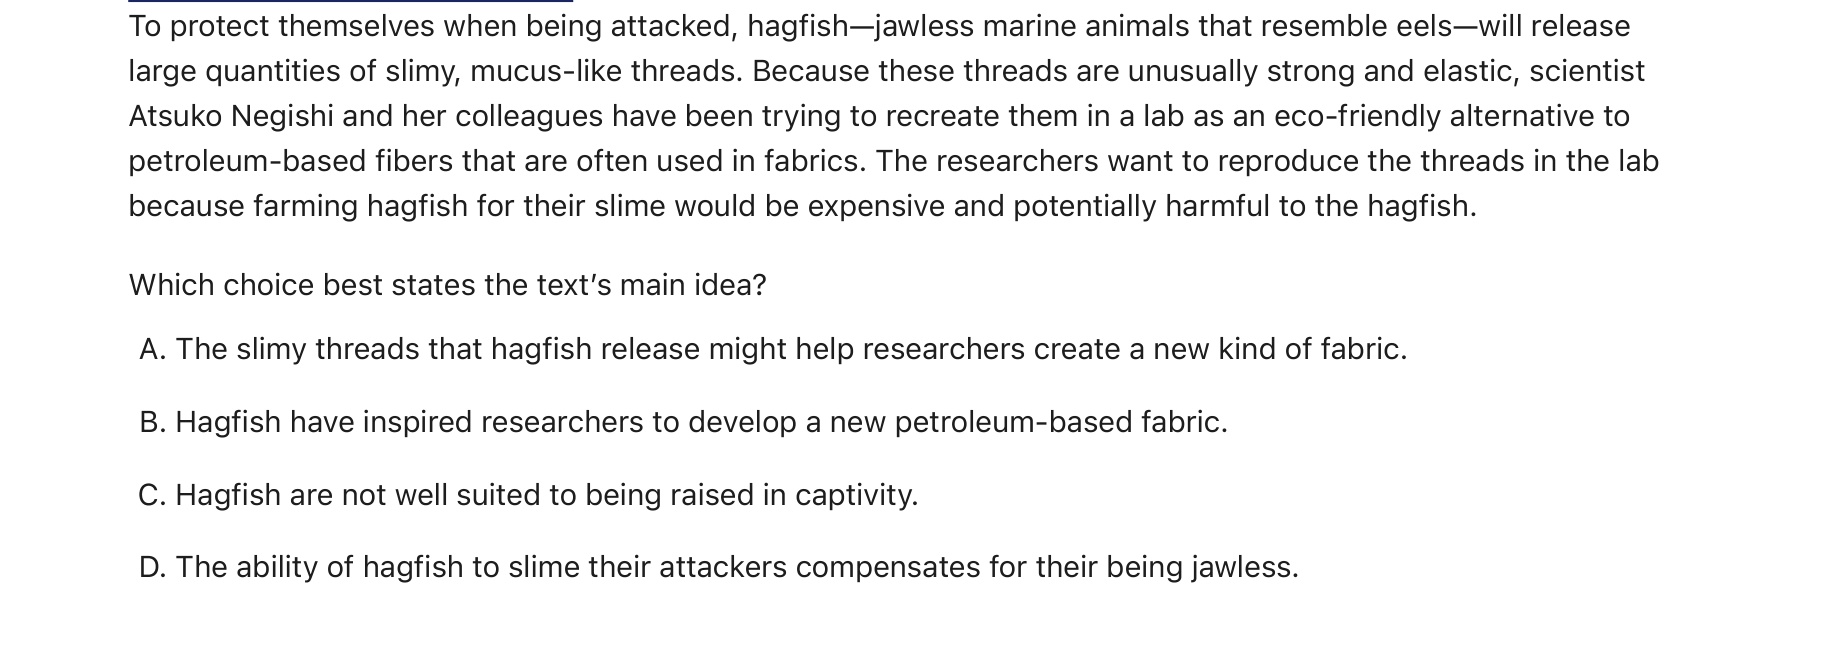 To protect themselves when being attacked, hagfish—jawless marine animals that resemble eels—will release
large quantities of slimy, mucus-like threads. Because these threads are unusually strong and elastic, scientist
Atsuko Negishi and her colleagues have been trying to recreate them in a lab as an eco-friendly alternative to
petroleum-based fibers that are often used in fabrics. The researchers want to reproduce the threads in the lab
because farming hagfish for their slime would be expensive and potentially harmful to the hagfish.
Which choice best states the text’s main idea?
A. The slimy threads that hagfish release might help researchers create a new kind of fabric.
B. Hagfish have inspired researchers to develop a new petroleum-based fabric.
C. Hagfish are not well suited to being raised in captivity.
D. The ability of hagfish to slime their attackers compensates for their being jawless.